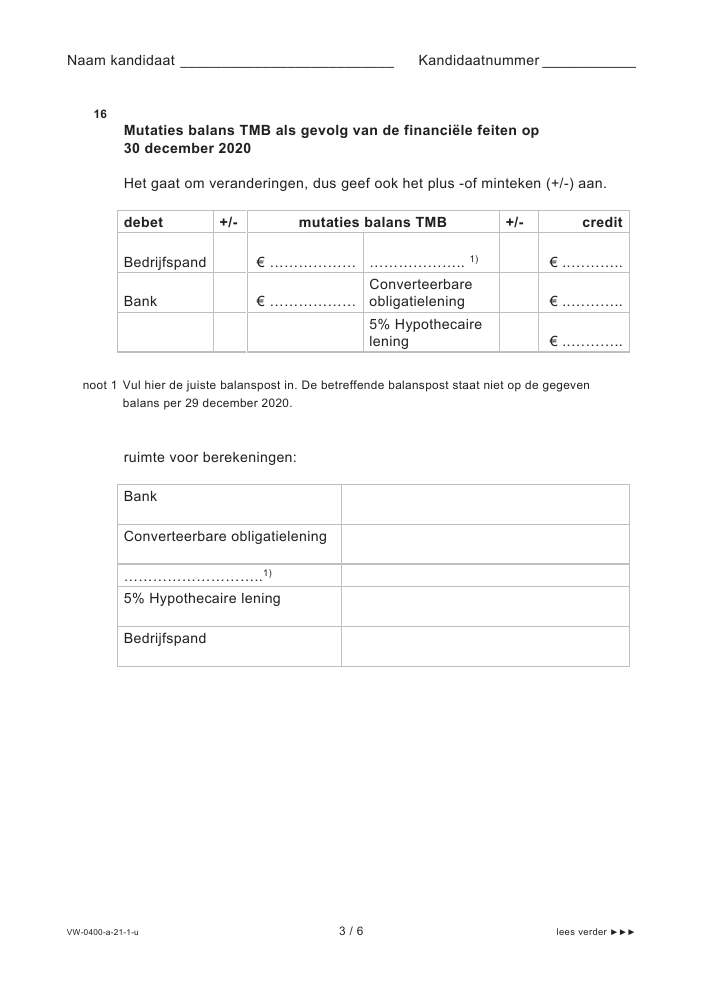 Naam kandidaat __________________________ Kandidaatnummer ___________
16
Mutaties balans TMB als gevolg van de financiële feiten op
30 december 2020
Het gaat om veranderingen, dus geef ook het plus -of minteken (+/-) aan.
debet +/- mutaties balans TMB +/- credit
Bedrijfspand € ……………… ………………. 1) € ………….
Converteerbare
Bank € ……………… obligatielening € ………….
5% Hypothecaire
lening € ………….
noot 1 Vul hier de juiste balanspost in. De betreffende balanspost staat niet op de gegeven
balans per 29 december 2020.
ruimte voor berekeningen:
Bank
Converteerbare obligatielening
………………………..1)
5% Hypothecaire lening
Bedrijfspand
VW-0400-a-21-1-u 3 / 6 lees verder ►►►